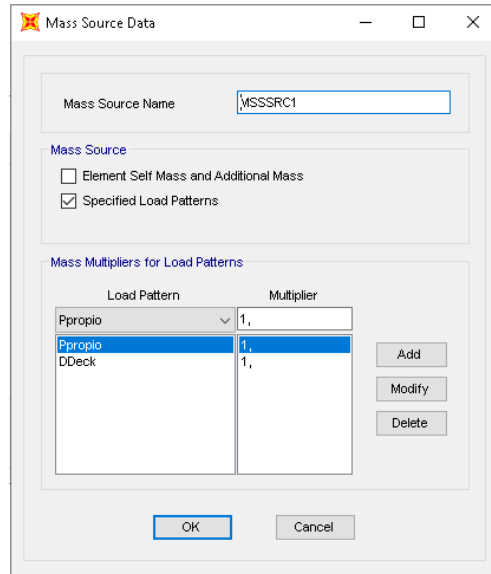 Mass Source Data
Mass Source Name
MSSSRC1
Mass Source
Element Self Mass and Additional Mass
Specified Load Patterns
Mass Multipliers for Load Patterns
Load Pattern Multiplier
Ppropio 1,
Ppropio 1,
DDeck 1,
Add
Modify
Delete
OK Cancel